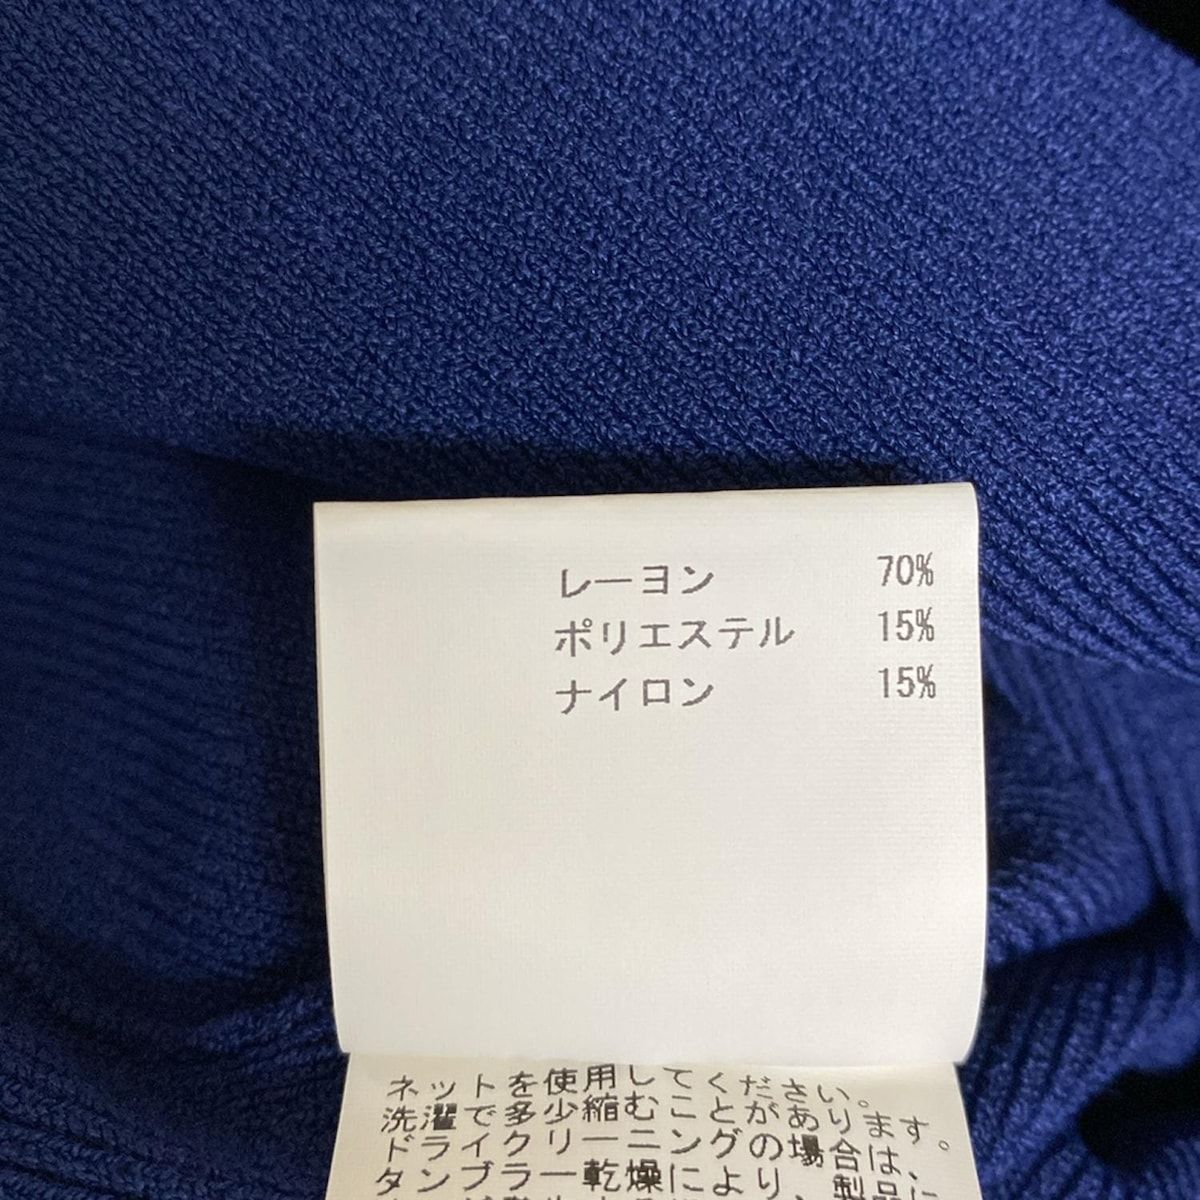 レーヨン 70%
ポリエステル 15%
ナイロン 15%
ネットを使用してください。
洗濯で多少縮むことがあります。
ドライクリーニングの場合は、
タンブラー乾燥により、製品に